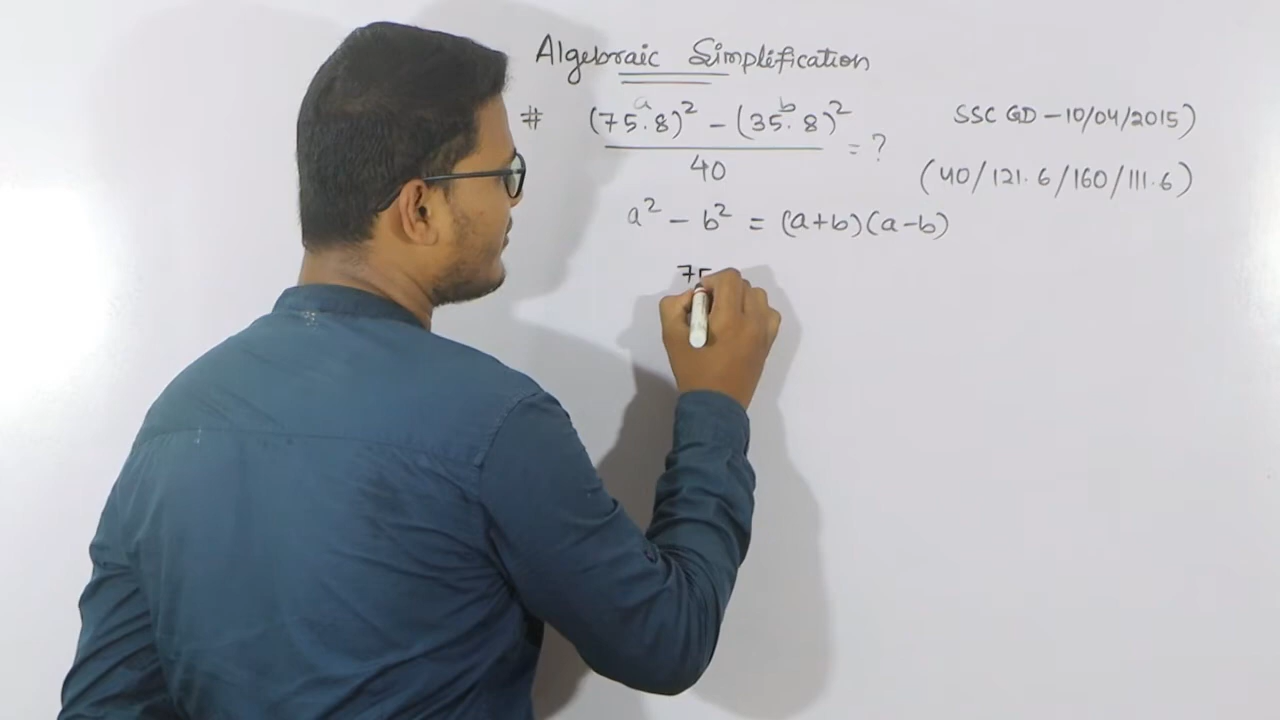 Algebraic Simplification
# (75.8)² - (35.8)² / 40 = ?
a b
SSC GD - 10/04/2015)
(40/121.6/160/111.6)
a² - b² = (a+b)(a-b)
75